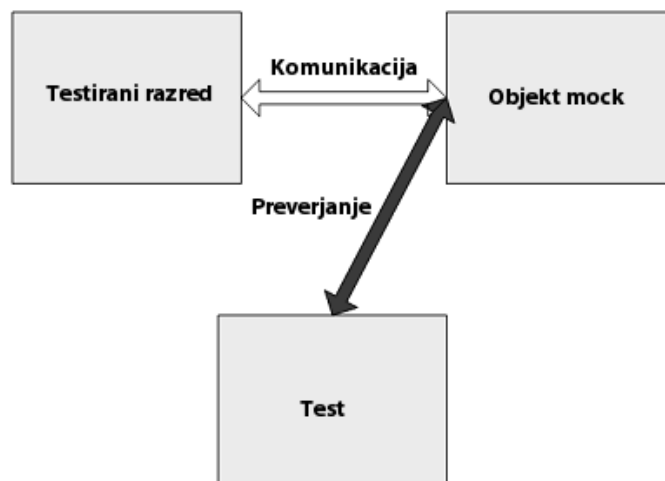 Komunikacija
Testirani razred
Objekt mock
Preverjanje
Test